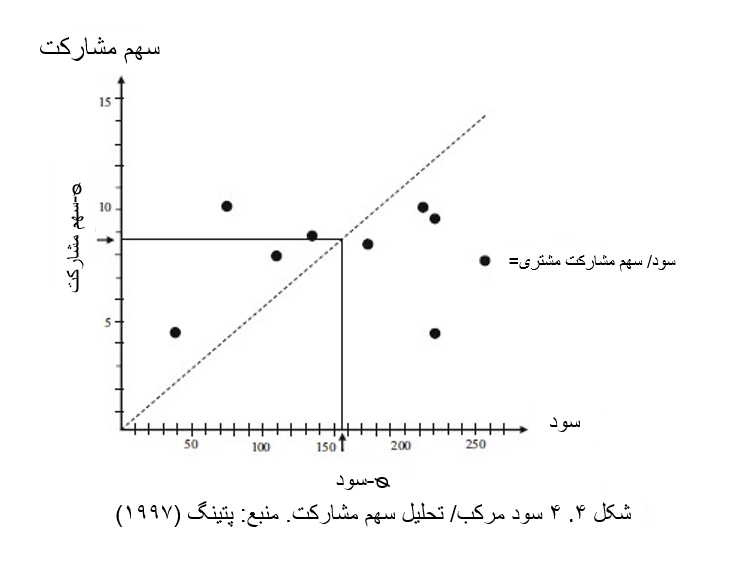 سهم مشارکت
15
10
5
⌀-سهم مشارکت
سود/ سهم مشارکت مشتری=
50
100
150
200
250
سود
⌀-سود
شکل ۴. ۴ سود مرکب/ تحلیل سهم مشارکت. منبع: پتینگ (۱۹۹۷)